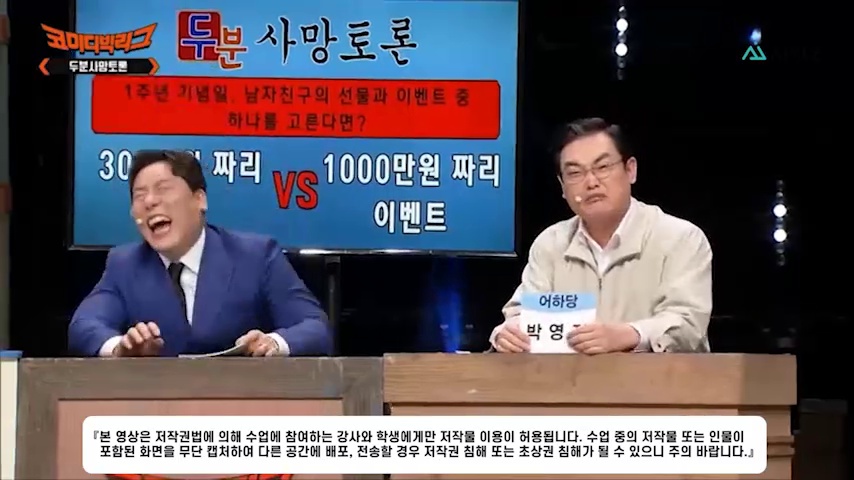 코미디빅리그
두분사망토론
두분 사망토론
1주년 기념일, 남자친구의 선물과 이벤트 중
하나를 고른다면?
30 짜리
VS
1000만원 짜리
이벤트
어하당
박 영
『본 영상은 저작권법에 의해 수업에 참여하는 강사와 학생에게만 저작물 이용이 허용됩니다. 수업 중의 저작물 또는 인물이
포함된 화면을 무단 캡처하여 다른 공간에 배포, 전송할 경우 저작권 침해 또는 초상권 침해가 될 수 있으니 주의 바랍니다.』